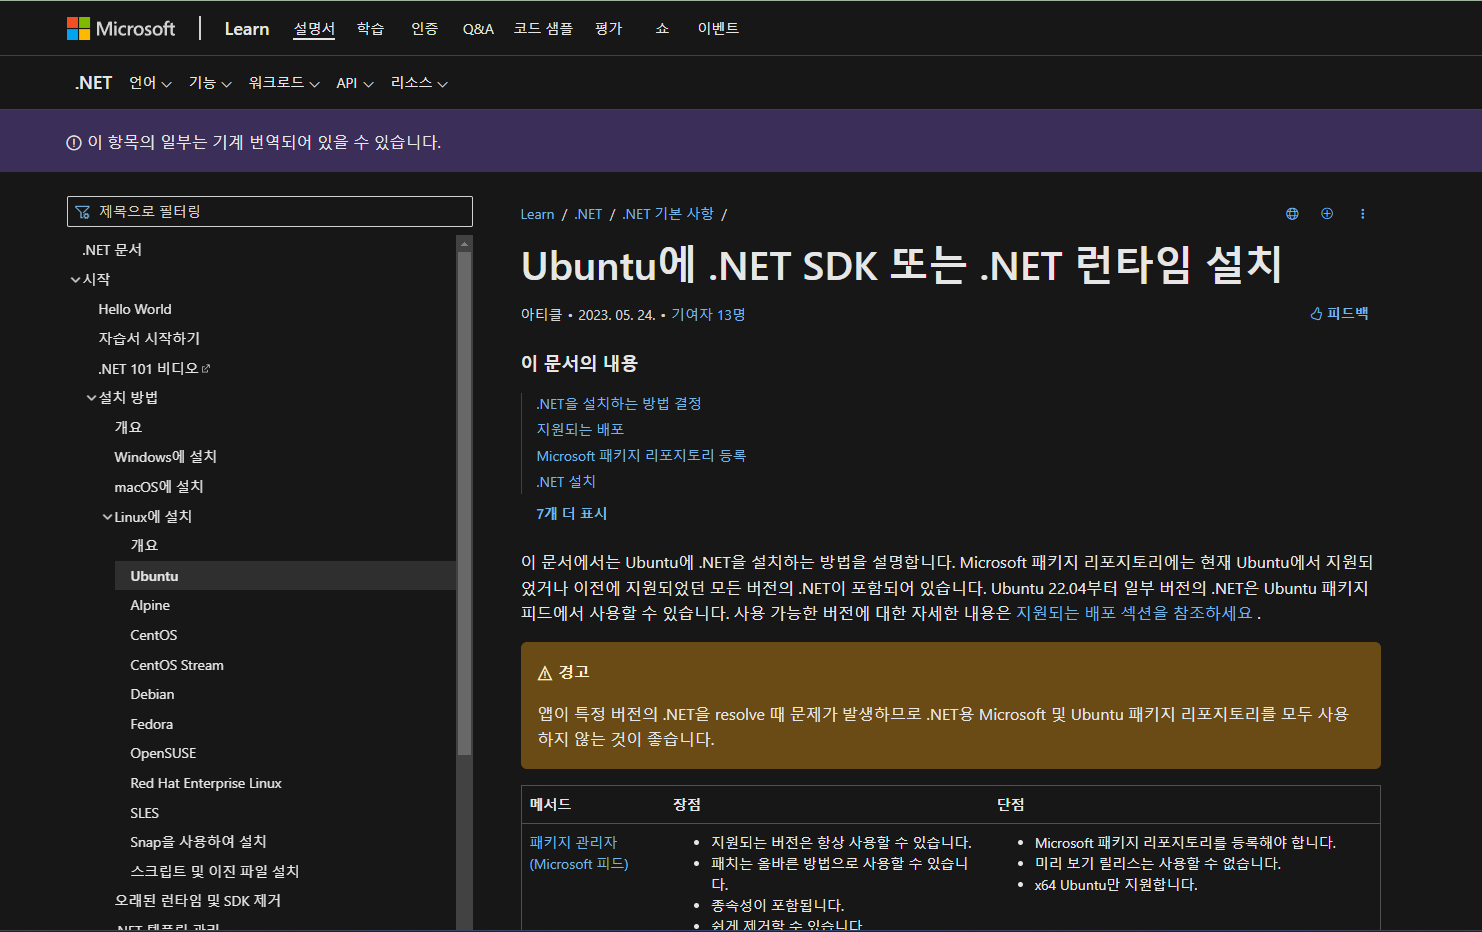 Microsoft
Learn
설명서
학습
인증
Q&A
코드 샘플
평가
쇼
이벤트
.NET
언어
기능
워크로드
API
리소스
이 항목의 일부는 기계 번역되어 있을 수 있습니다.
제목으로 필터링
.NET 문서
시작
Hello World
자습서 시작하기
.NET 101 비디오
설치 방법
개요
Windows에 설치
macOS에 설치
Linux에 설치
개요
Ubuntu
Alpine
CentOS
CentOS Stream
Debian
Fedora
OpenSUSE
Red Hat Enterprise Linux
SLES
Snap을 사용하여 설치
스크립트 및 이진 파일 설치
오래된 런타임 및 SDK 제거
.NET 템플릿 관리
Learn / .NET / .NET 기본 사항 /
Ubuntu에 .NET SDK 또는 .NET 런타임 설치
아티클 • 2023. 05. 24. • 기여자 13명
피드백
이 문서의 내용
.NET을 설치하는 방법 결정
지원되는 배포
Microsoft 패키지 리포지토리 등록
.NET 설치
7개 더 표시
이 문서에서는 Ubuntu에 .NET을 설치하는 방법을 설명합니다. Microsoft 패키지 리포지토리에는 현재 Ubuntu에서 지원되
었거나 이전에 지원되었던 모든 버전의 .NET이 포함되어 있습니다. Ubuntu 22.04부터 일부 버전의 .NET은 Ubuntu 패키지
피드에서 사용할 수 있습니다. 사용 가능한 버전에 대한 자세한 내용은 지원되는 배포 섹션을 참조하세요 .
경고
앱이 특정 버전의 .NET을 resolve 때 문제가 발생하므로 .NET용 Microsoft 및 Ubuntu 패키지 리포지토리를 모두 사용
하지 않는 것이 좋습니다.
메서드
장점
단점
패키지 관리자
(Microsoft 피드)
• 지원되는 버전은 항상 사용할 수 있습니다.
• 패치는 올바른 방법으로 사용할 수 있습니
다.
• 종속성이 포함됩니다.
• 쉽게 제거할 수 있습니다
• Microsoft 패키지 리포지토리를 등록해야 합니다.
• 미리 보기 릴리스는 사용할 수 없습니다.
• x64 Ubuntu만 지원합니다.